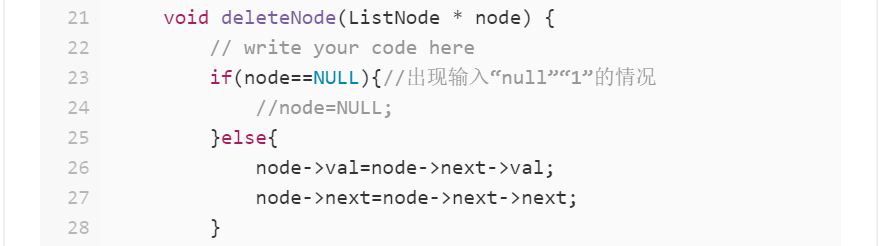 21 void deleteNode(ListNode * node) {
22 // write your code here
23 if(node==NULL){//出现输入“null”“1”的情况
24 //node=NULL;
25 }else{
26 node->val=node->next->val;
27 node->next=node->next->next;
28 }